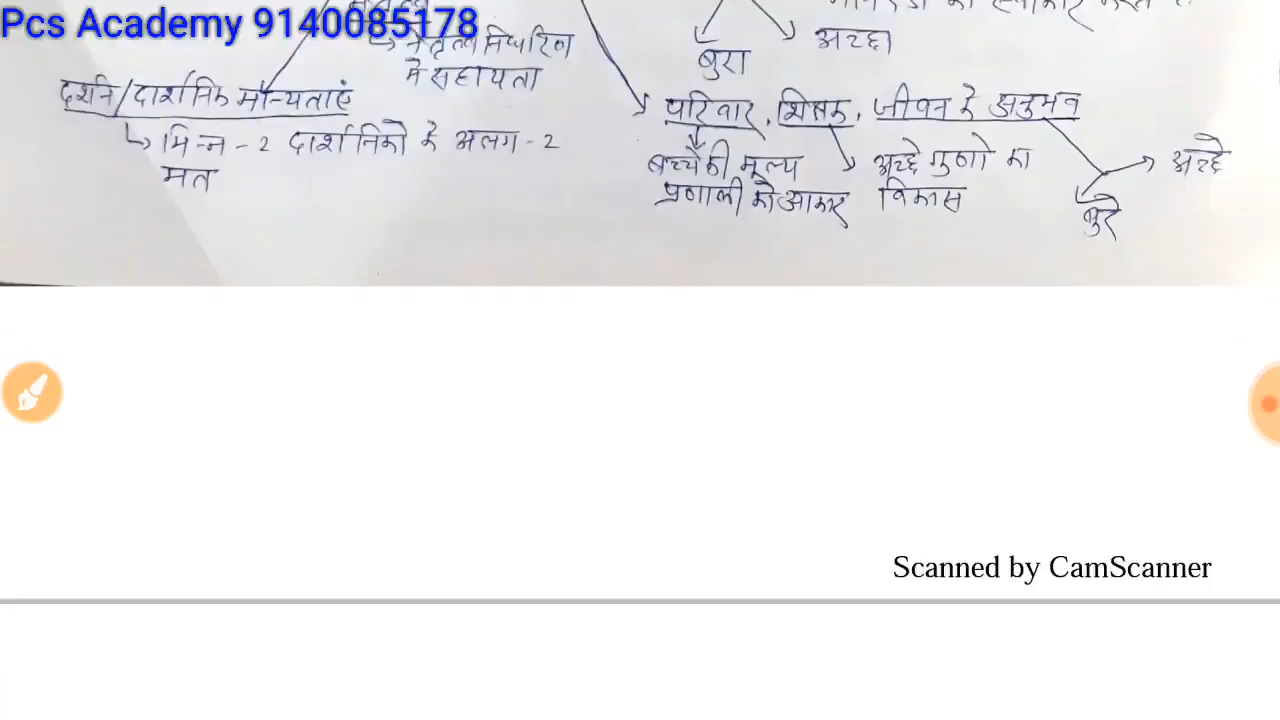 Pcs Academy 9140085178
अच्छा
बुरा
में सहायता
दर्शन/दार्शनिक मान्यताएं
↳ भिन्न-2 दार्शनिकों के अलग-2
मत
परिवार, शिक्षक, जीवन के अनुभव
बच्चे की मूल्य
प्रणाली को आकार
अच्छे गुणों का
विकास
अच्छे
बुरे
Scanned by CamScanner